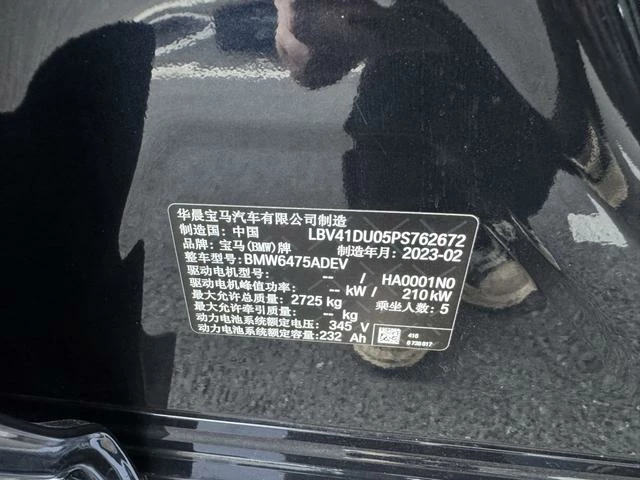 华晨宝马汽车有限公司制造
制造国: 中国 LBV41DU05PS762672
品牌: 宝马(BMW)牌 制造年月: 2023-02
整车型号: BMW6475ADEV
驱动电机型号: -- / HA0001N0
驱动电机峰值功率: -- kW / 210 kW
最大允许总质量: 2725 kg 乘坐人数: 5
最大允许牵引质量: -- kg
动力电池系统额定电压: 345 V
动力电池系统额定容量: 232 Ah
416